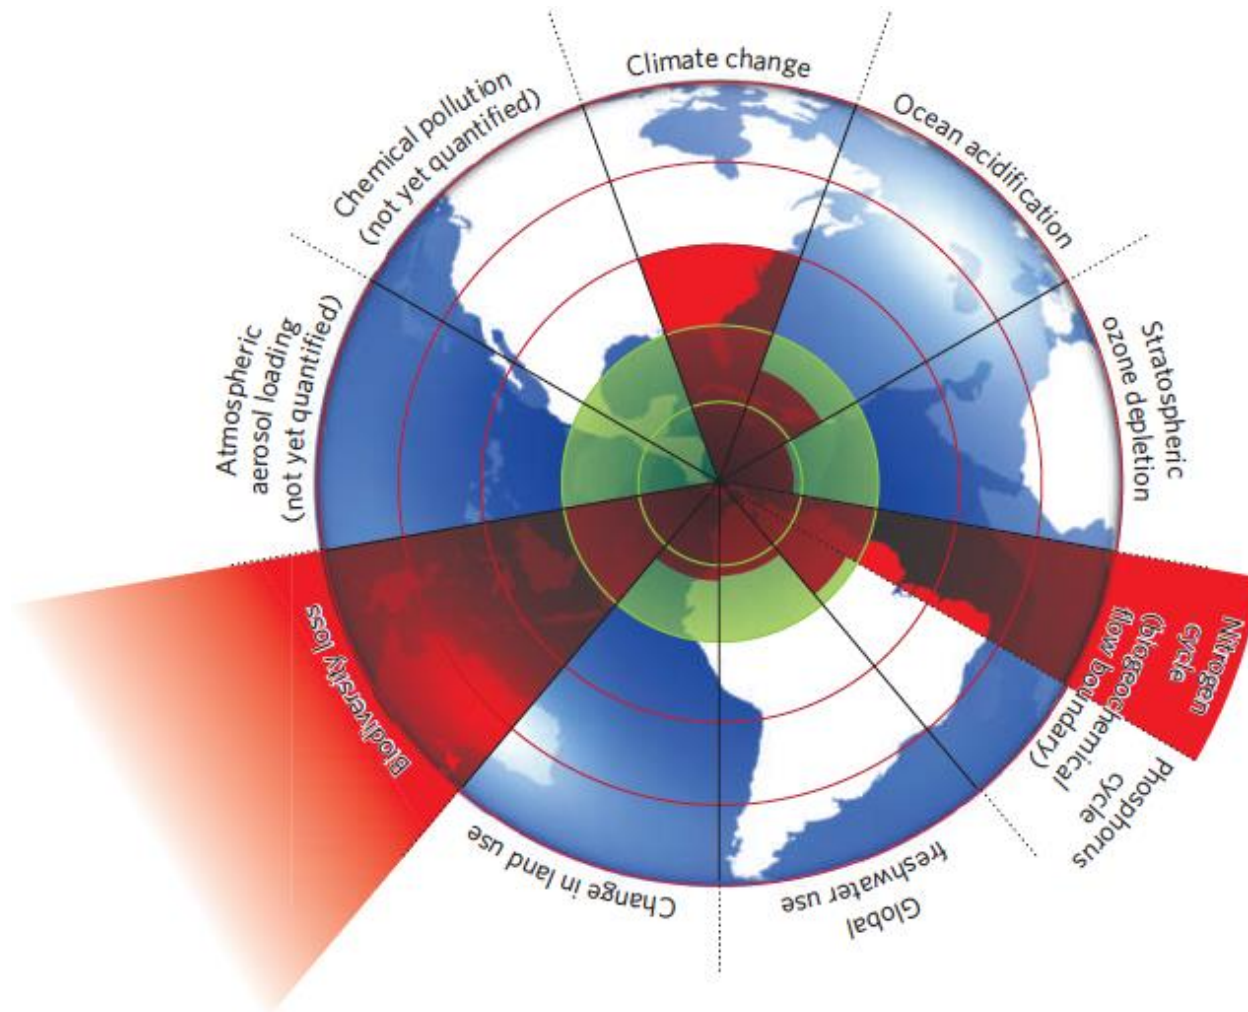 Climate change
Ocean acidification
Stratospheric
ozone depletion
Nitrogen
cycle
(biogeochemical
flow boundary)
Phosphorus
cycle
Global
freshwater use
Change in land use
Biodiversity loss
Atmospheric
aerosol loading
(not yet quantified)
Chemical pollution
(not yet quantified)